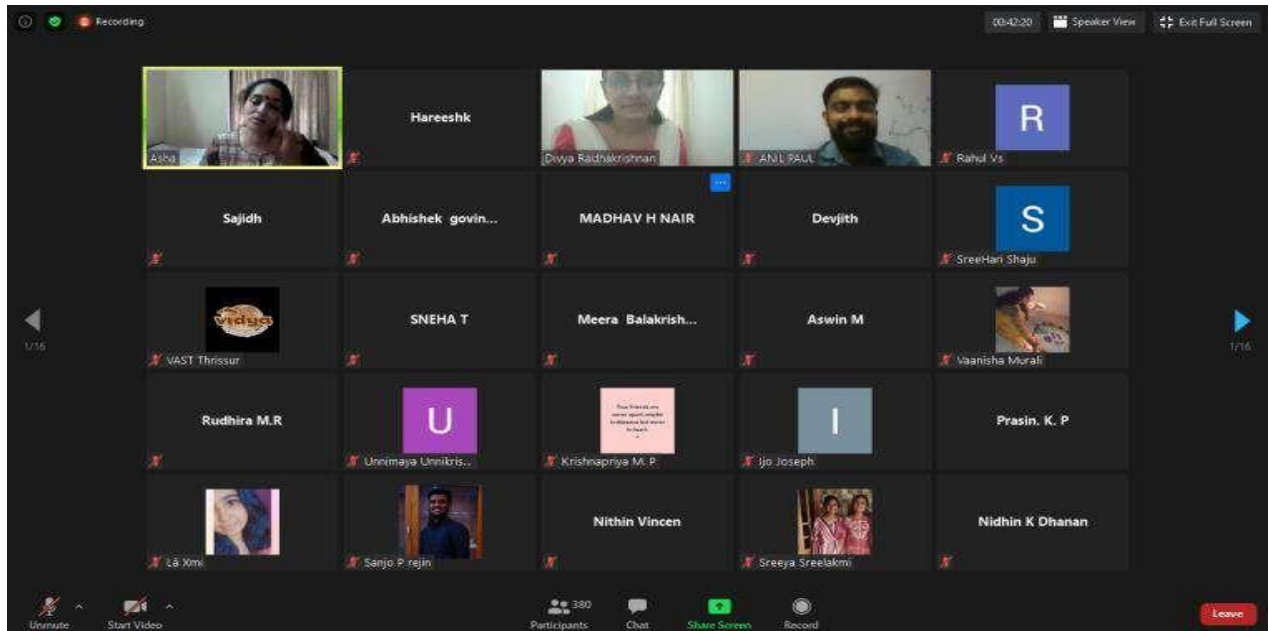 Recording
00:42:20
Speaker View
Exit Full Screen
Asha
Hareeshk
Divya Radhakrishnan
ANIL PAUL
R
Rahul Vs
Sajidh
Abhishek govin...
MADHAV H NAIR
Devjith
S
SreeHari Shaju
vidya
VAST Thrissur
SNEHA T
Meera Balakrish...
Aswin M
Vaanisha Murali
1/16
1/16
Rudhira M.R
U
Unnimaya Unnikris..
Krishnapriya M. P
I
Ijo Joseph
Prasin. K. P
Lā Xmi
Sanjo P rejin
Nithin Vincen
Sreeya Sreelakmi
Nidhin K Dhanan
Unmute
Start Video
380
Participants
Chat
Share Screen
Record
Leave